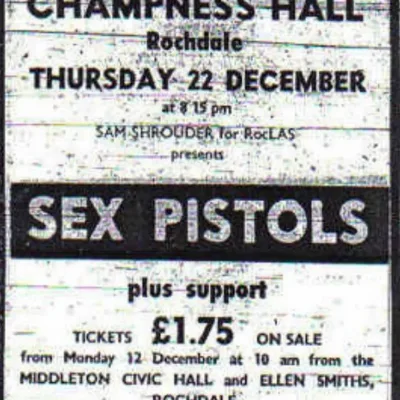 CHAMPNESS HALL
Rochdale
THURSDAY 22 DECEMBER
at 8 15 pm
SAM SHROUDER for RocLAS
presents
SEX PISTOLS
plus support
TICKETS £1.75 ON SALE
from Monday 12 December at 10 am from the
MIDDLETON CIVIC HALL and ELLEN SMITHS,
ROCHDALE